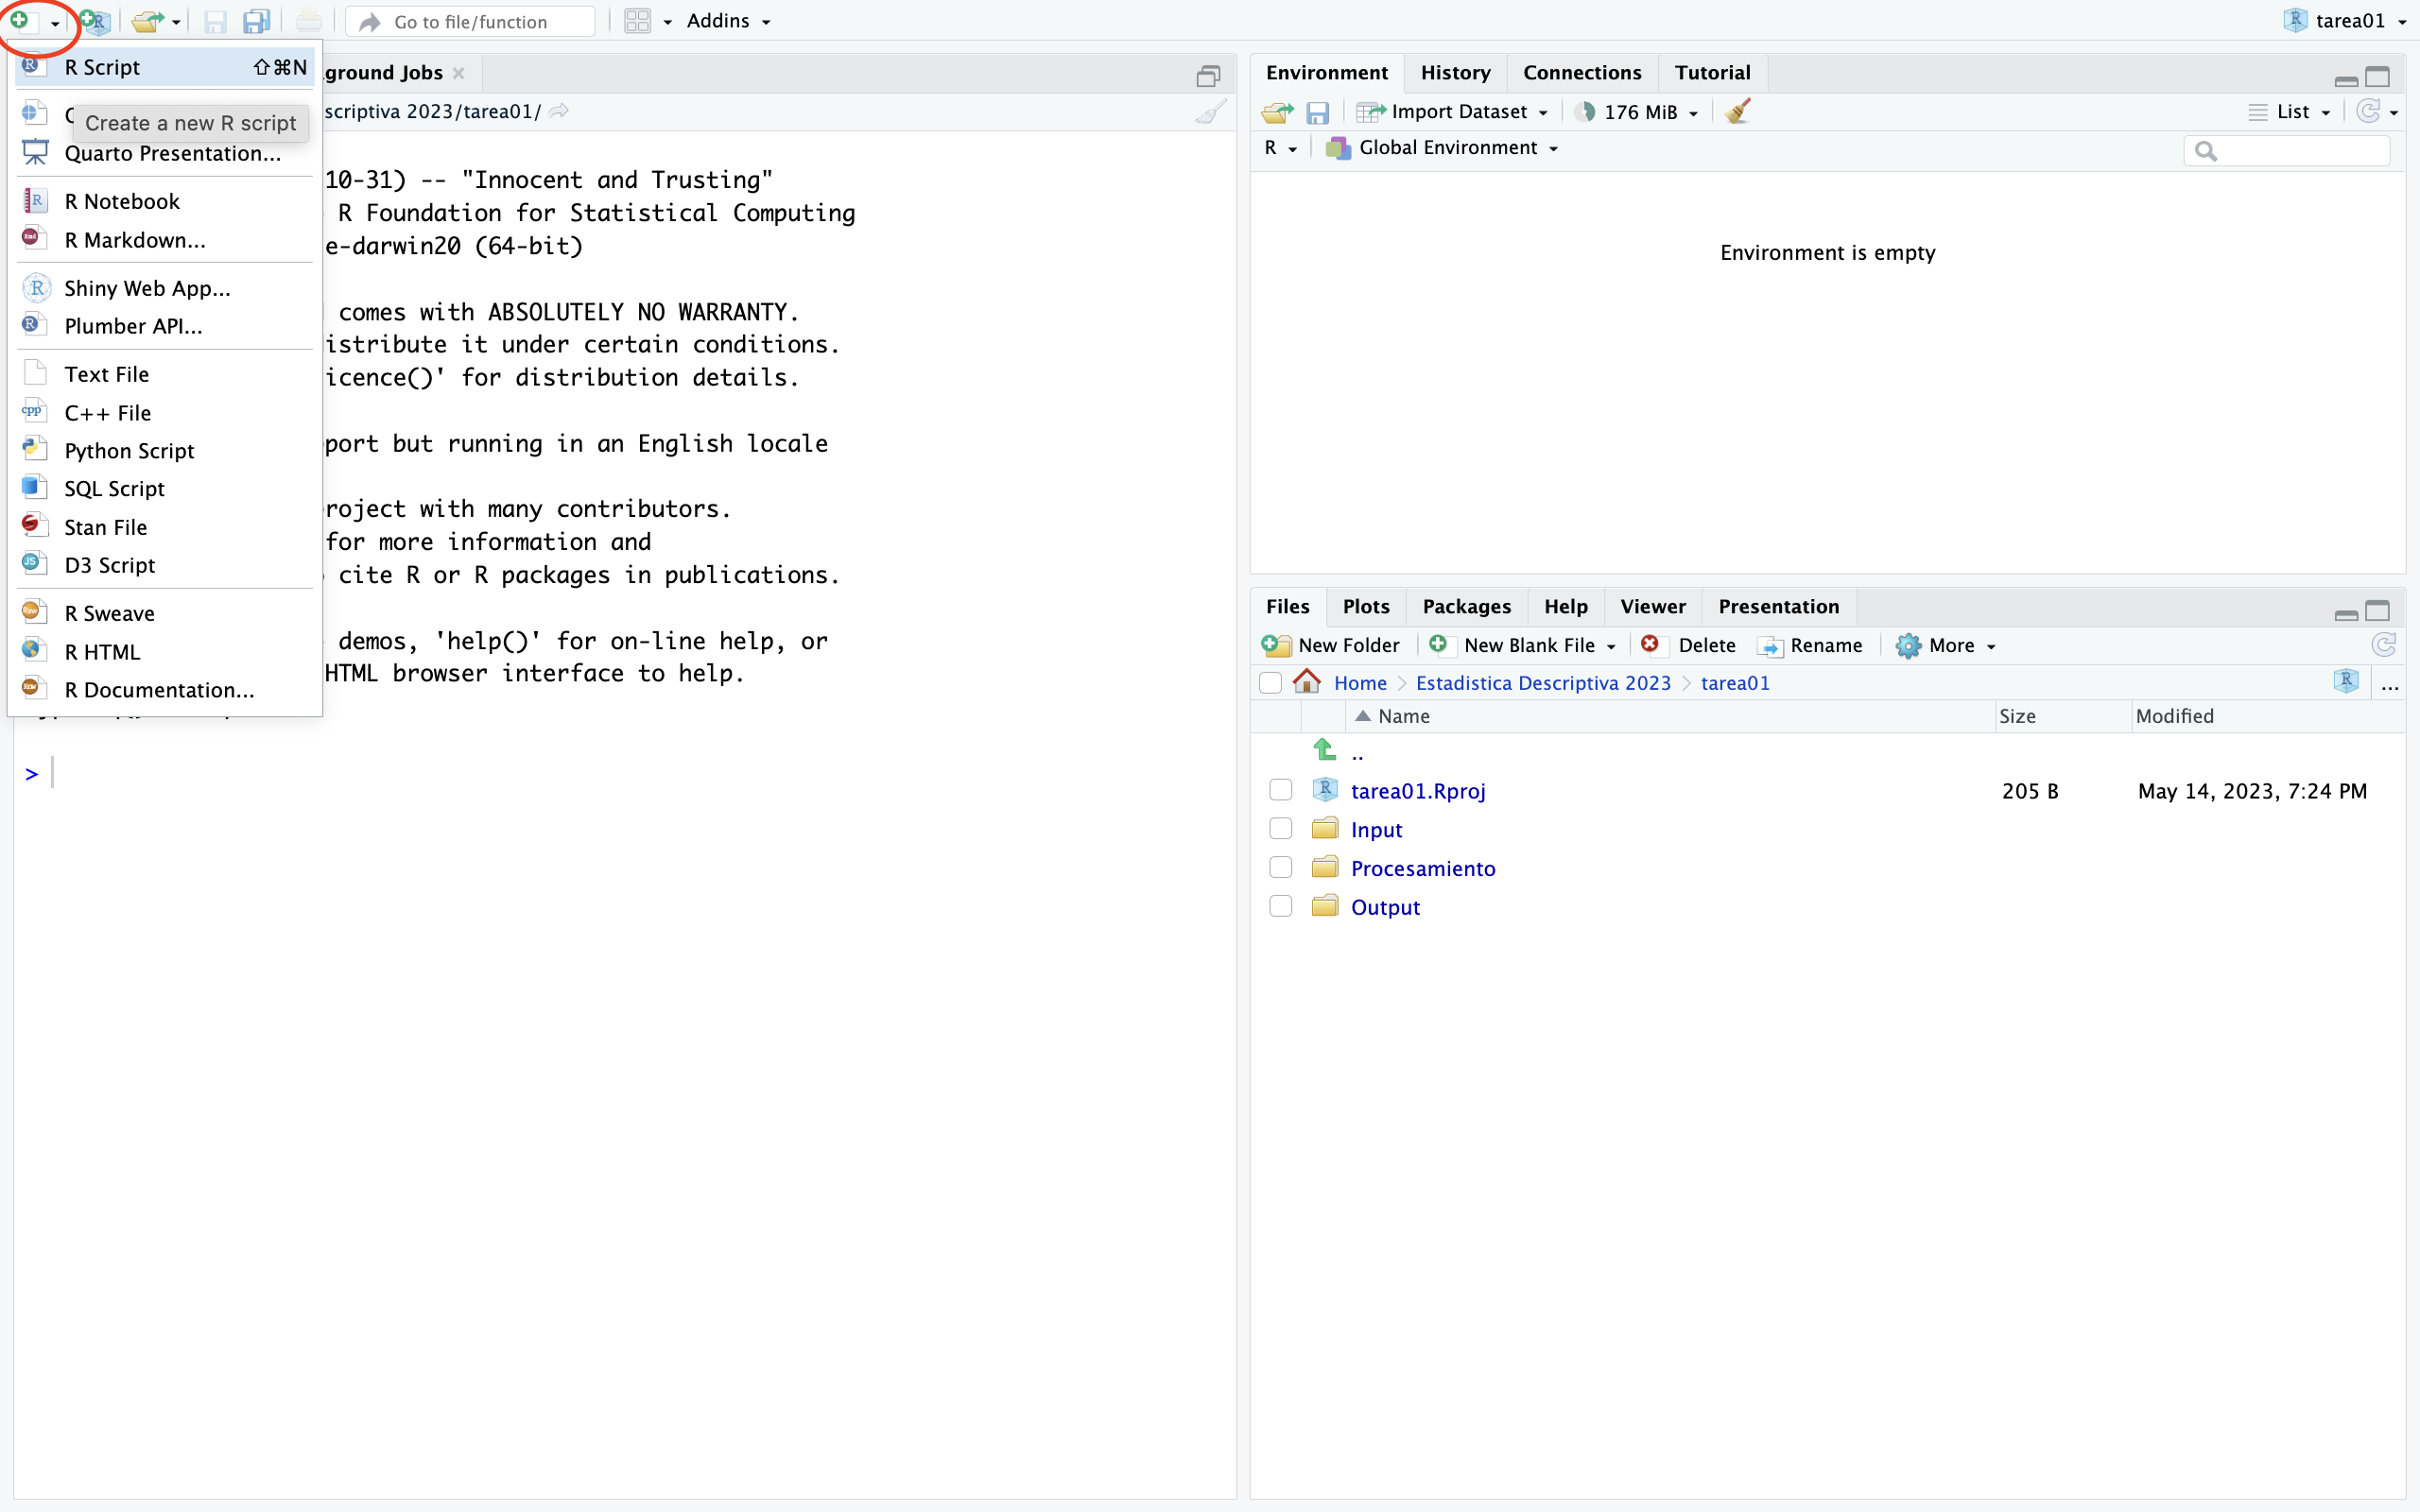 Go to file/function
Addins
tarea01
R Script ⇧⌘N
Create a new R script
Quarto Presentation...
R Notebook
R Markdown...
Shiny Web App...
Plumber API...
Text File
C++ File
Python Script
SQL Script
Stan File
D3 Script
R Sweave
R HTML
R Documentation...
ground Jobs
scriptiva 2023/tarea01/
10-31) -- "Innocent and Trusting"
R Foundation for Statistical Computing
e-darwin20 (64-bit)
comes with ABSOLUTELY NO WARRANTY.
istribute it under certain conditions.
icence()' for distribution details.
port but running in an English locale
roject with many contributors.
for more information and
cite R or R packages in publications.
demos, 'help()' for on-line help, or
HTML browser interface to help.
>
Environment History Connections Tutorial
Import Dataset 176 MiB List
R Global Environment
Environment is empty
Files Plots Packages Help Viewer Presentation
New Folder New Blank File Delete Rename More
Home > Estadistica Descriptiva 2023 > tarea01 ...
Name Size Modified
..
tarea01.Rproj 205 B May 14, 2023, 7:24 PM
Input
Procesamiento
Output